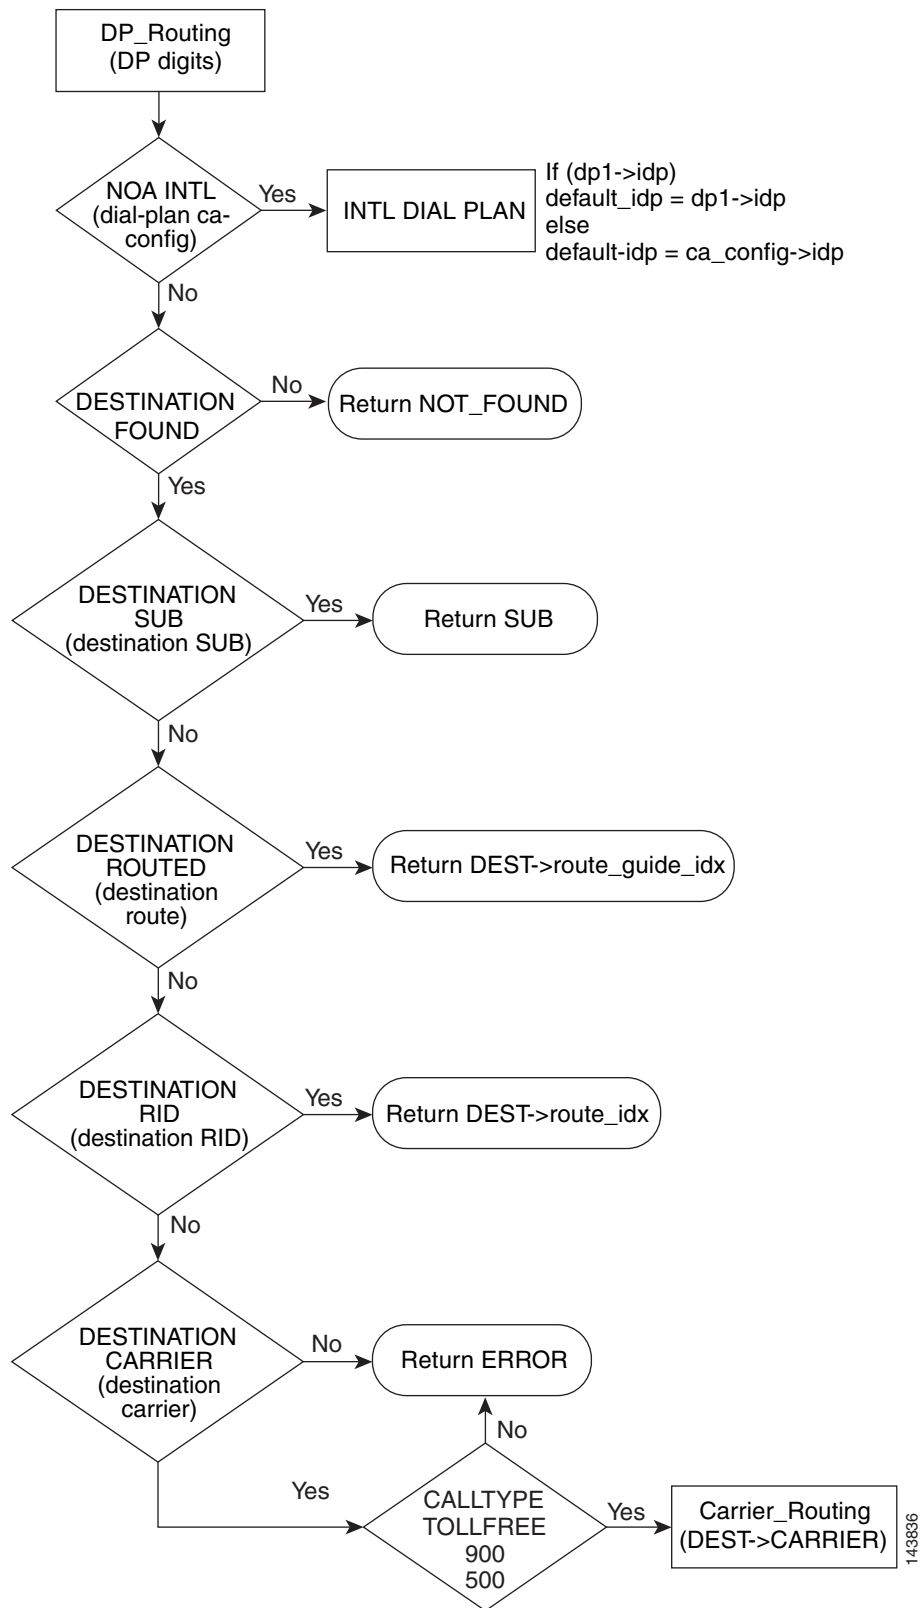 DP_Routing
(DP digits)
NOA INTL
(dial-plan ca-
config)
Yes
INTL DIAL PLAN
If (dp1->idp)
default_idp = dp1->idp
else
default-idp = ca_config->idp
No
DESTINATION
FOUND
No
Return NOT_FOUND
Yes
DESTINATION
SUB
(destination SUB)
Yes
Return SUB
No
DESTINATION
ROUTED
(destination
route)
Yes
Return DEST->route_guide_idx
No
DESTINATION
RID
(destination RID)
Yes
Return DEST->route_idx
No
DESTINATION
CARRIER
(destination
carrier)
No
Return ERROR
No
Yes
CALLTYPE
TOLLFREE
900
500
Yes
Carrier_Routing
(DEST->CARRIER)
143836